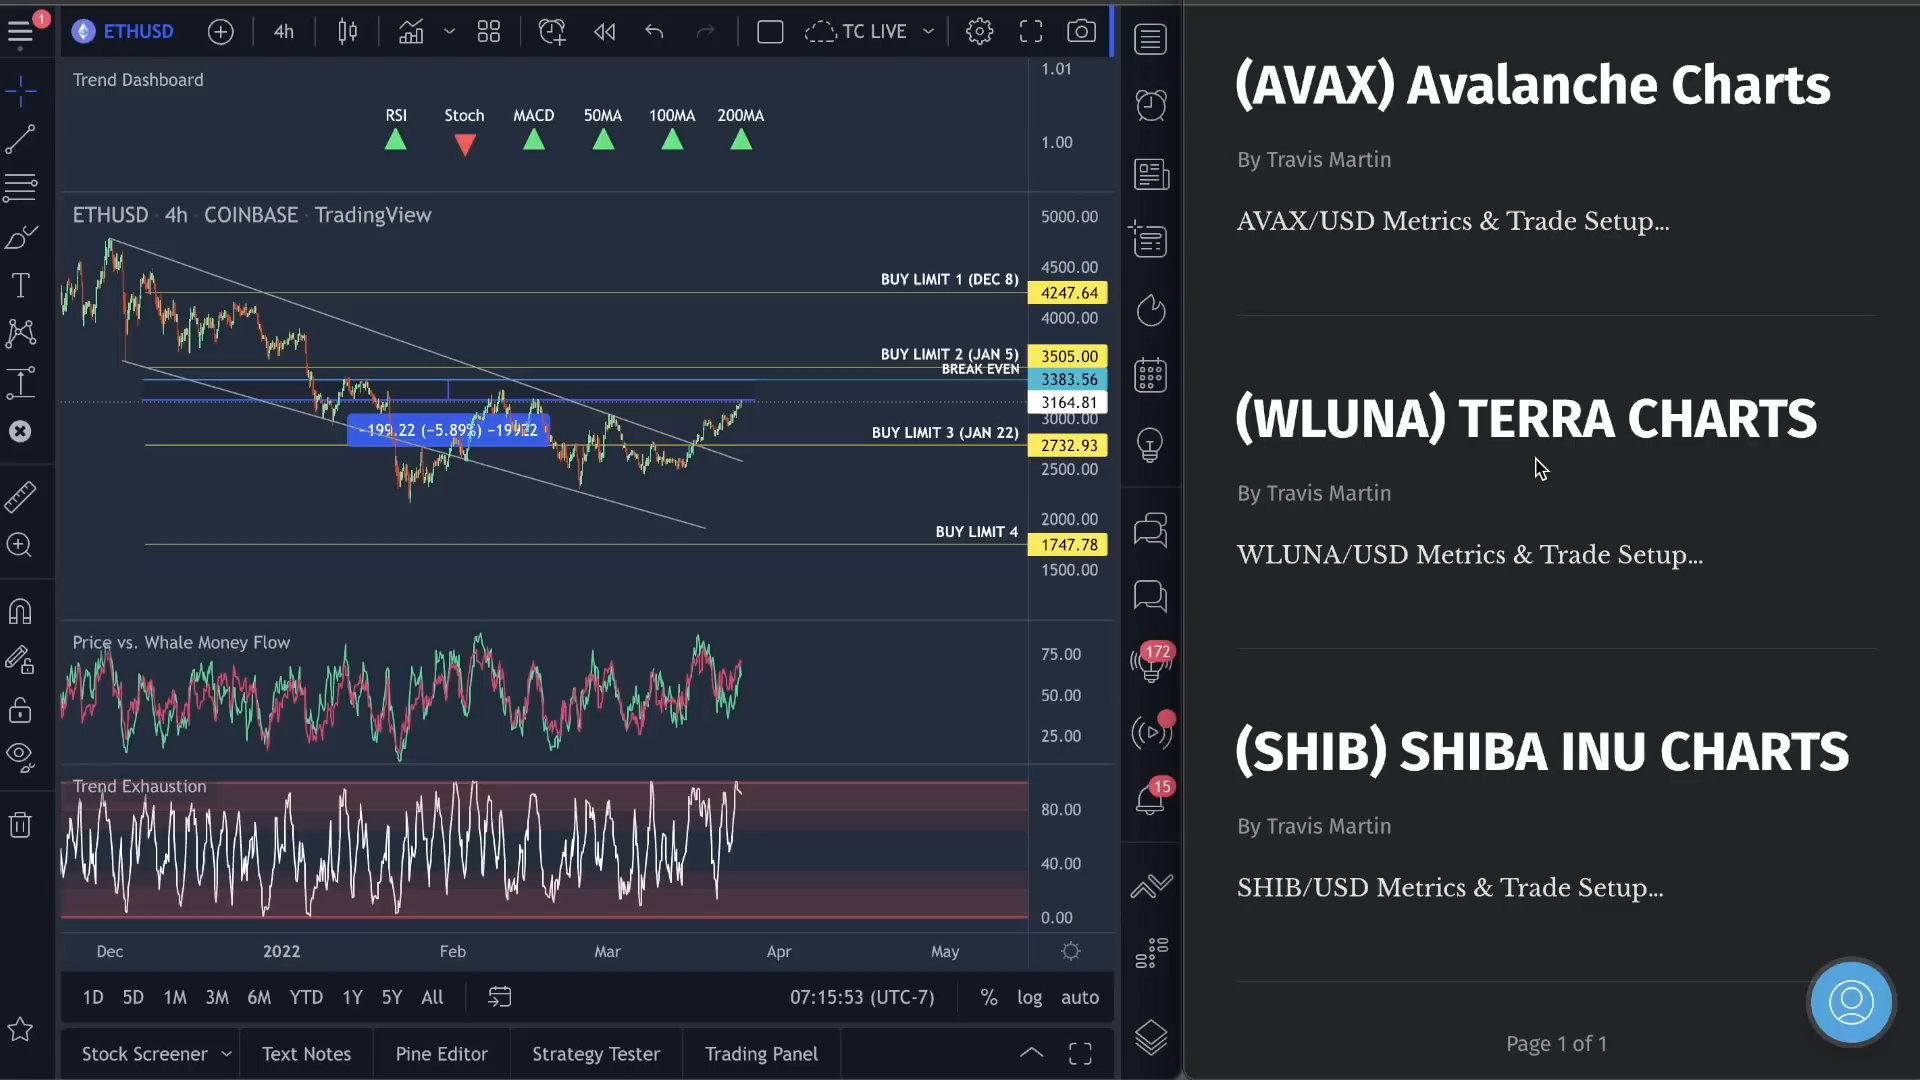 1
ETHUSD
4h
TC LIVE
Trend Dashboard
RSI Stoch MACD 50MA 100MA 200MA
1.01
1.00
ETHUSD · 4h · COINBASE · TradingView
5000.00
4500.00
BUY LIMIT 1 (DEC 8)
4247.64
4000.00
BUY LIMIT 2 (JAN 5)
3505.00
BREAK EVEN
3383.56
3164.81
3000.00
-199.22 (-5.89%) -19922
BUY LIMIT 3 (JAN 22)
2732.93
2500.00
2000.00
BUY LIMIT 4
1747.78
1500.00
Price vs. Whale Money Flow
75.00
50.00
25.00
Trend Exhaustion
80.00
40.00
0.00
Dec 2022 Feb Mar Apr May
1D 5D 1M 3M 6M YTD 1Y 5Y All
07:15:53 (UTC-7)
% log auto
Stock Screener Text Notes Pine Editor Strategy Tester Trading Panel
172
15
(AVAX) Avalanche Charts
By Travis Martin
AVAX/USD Metrics & Trade Setup...
(WLUNA) TERRA CHARTS
By Travis Martin
WLUNA/USD Metrics & Trade Setup...
(SHIB) SHIBA INU CHARTS
By Travis Martin
SHIB/USD Metrics & Trade Setup...
Page 1 of 1